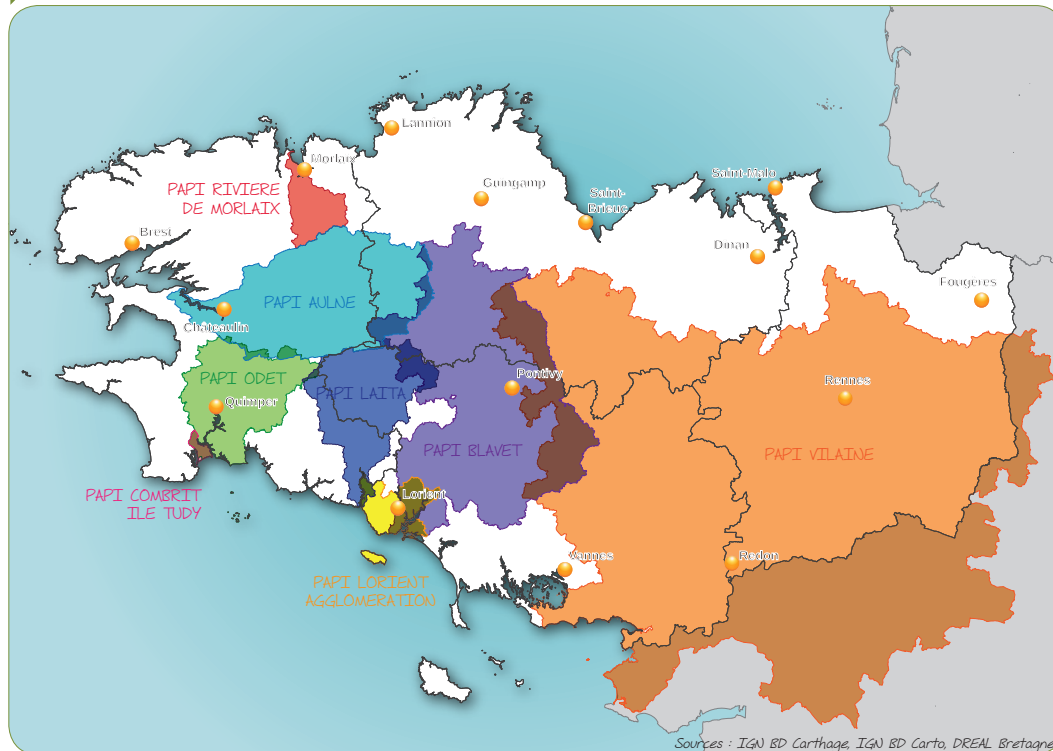 Lannion
Morlaix
PAPI RIVIERE
DE MORLAIX
Guingamp
Saint-Malo
Saint-
Brieuc
Brest
Dinan
Fougeres
PAPI AULNE
Châteaulin
PAPI ODET
PAPI LAITA
Pontivy
Rennes
Quimper
PAPI BLAVET
PAPI VILAINE
PAPI COMBRIT
ILE TUDY
Lorient
Vannes
Redon
PAPI LORIENT
AGGLOMERATION
Sources : IGN BD Carthage, IGN BD Carto, DREAL Bretagne